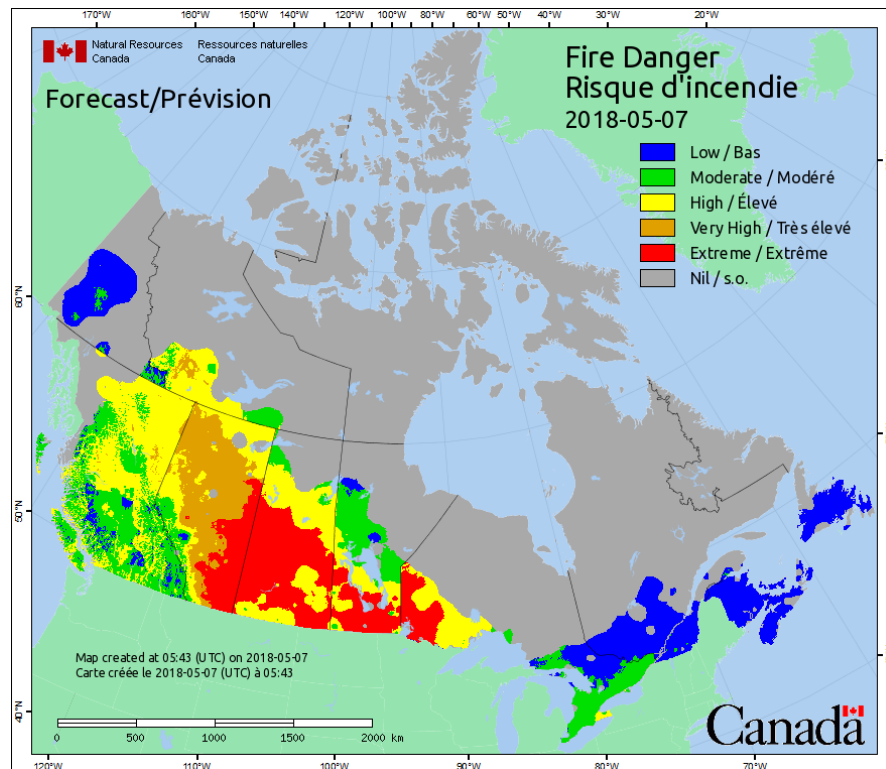 170°W 160°W 150°W 140°W 130°W 120°W 110°W 100°W 90°W 80°W 70°W 60°W 50°W 40°W 30°W 20°W
Natural Resources Ressources naturelles
Canada Canada
Forecast/Prévision
Fire Danger
Risque d'incendie
2018-05-07
Low / Bas
Moderate / Modéré
High / Élevé
Very High / Très élevé
Extreme / Extrême
Nil / s.o.
60°N
50°N
40°N
Map created at 05:43 (UTC) on 2018-05-07
Carte créée le 2018-05-07 (UTC) à 05:43
0 500 1000 1500 2000 km
Canada
120°W 110°W 100°W 90°W 80°W 70°W